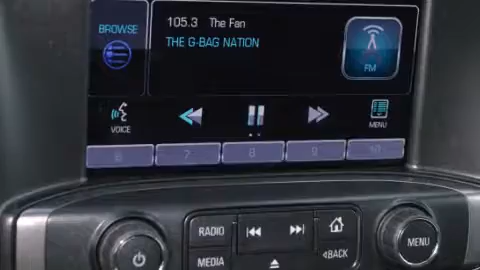 BROWSE
105.3 The Fan
THE G-BAG NATION
FM
VOICE
MENU
6 7 8 9 10
RADIO
MEDIA
BACK
MENU